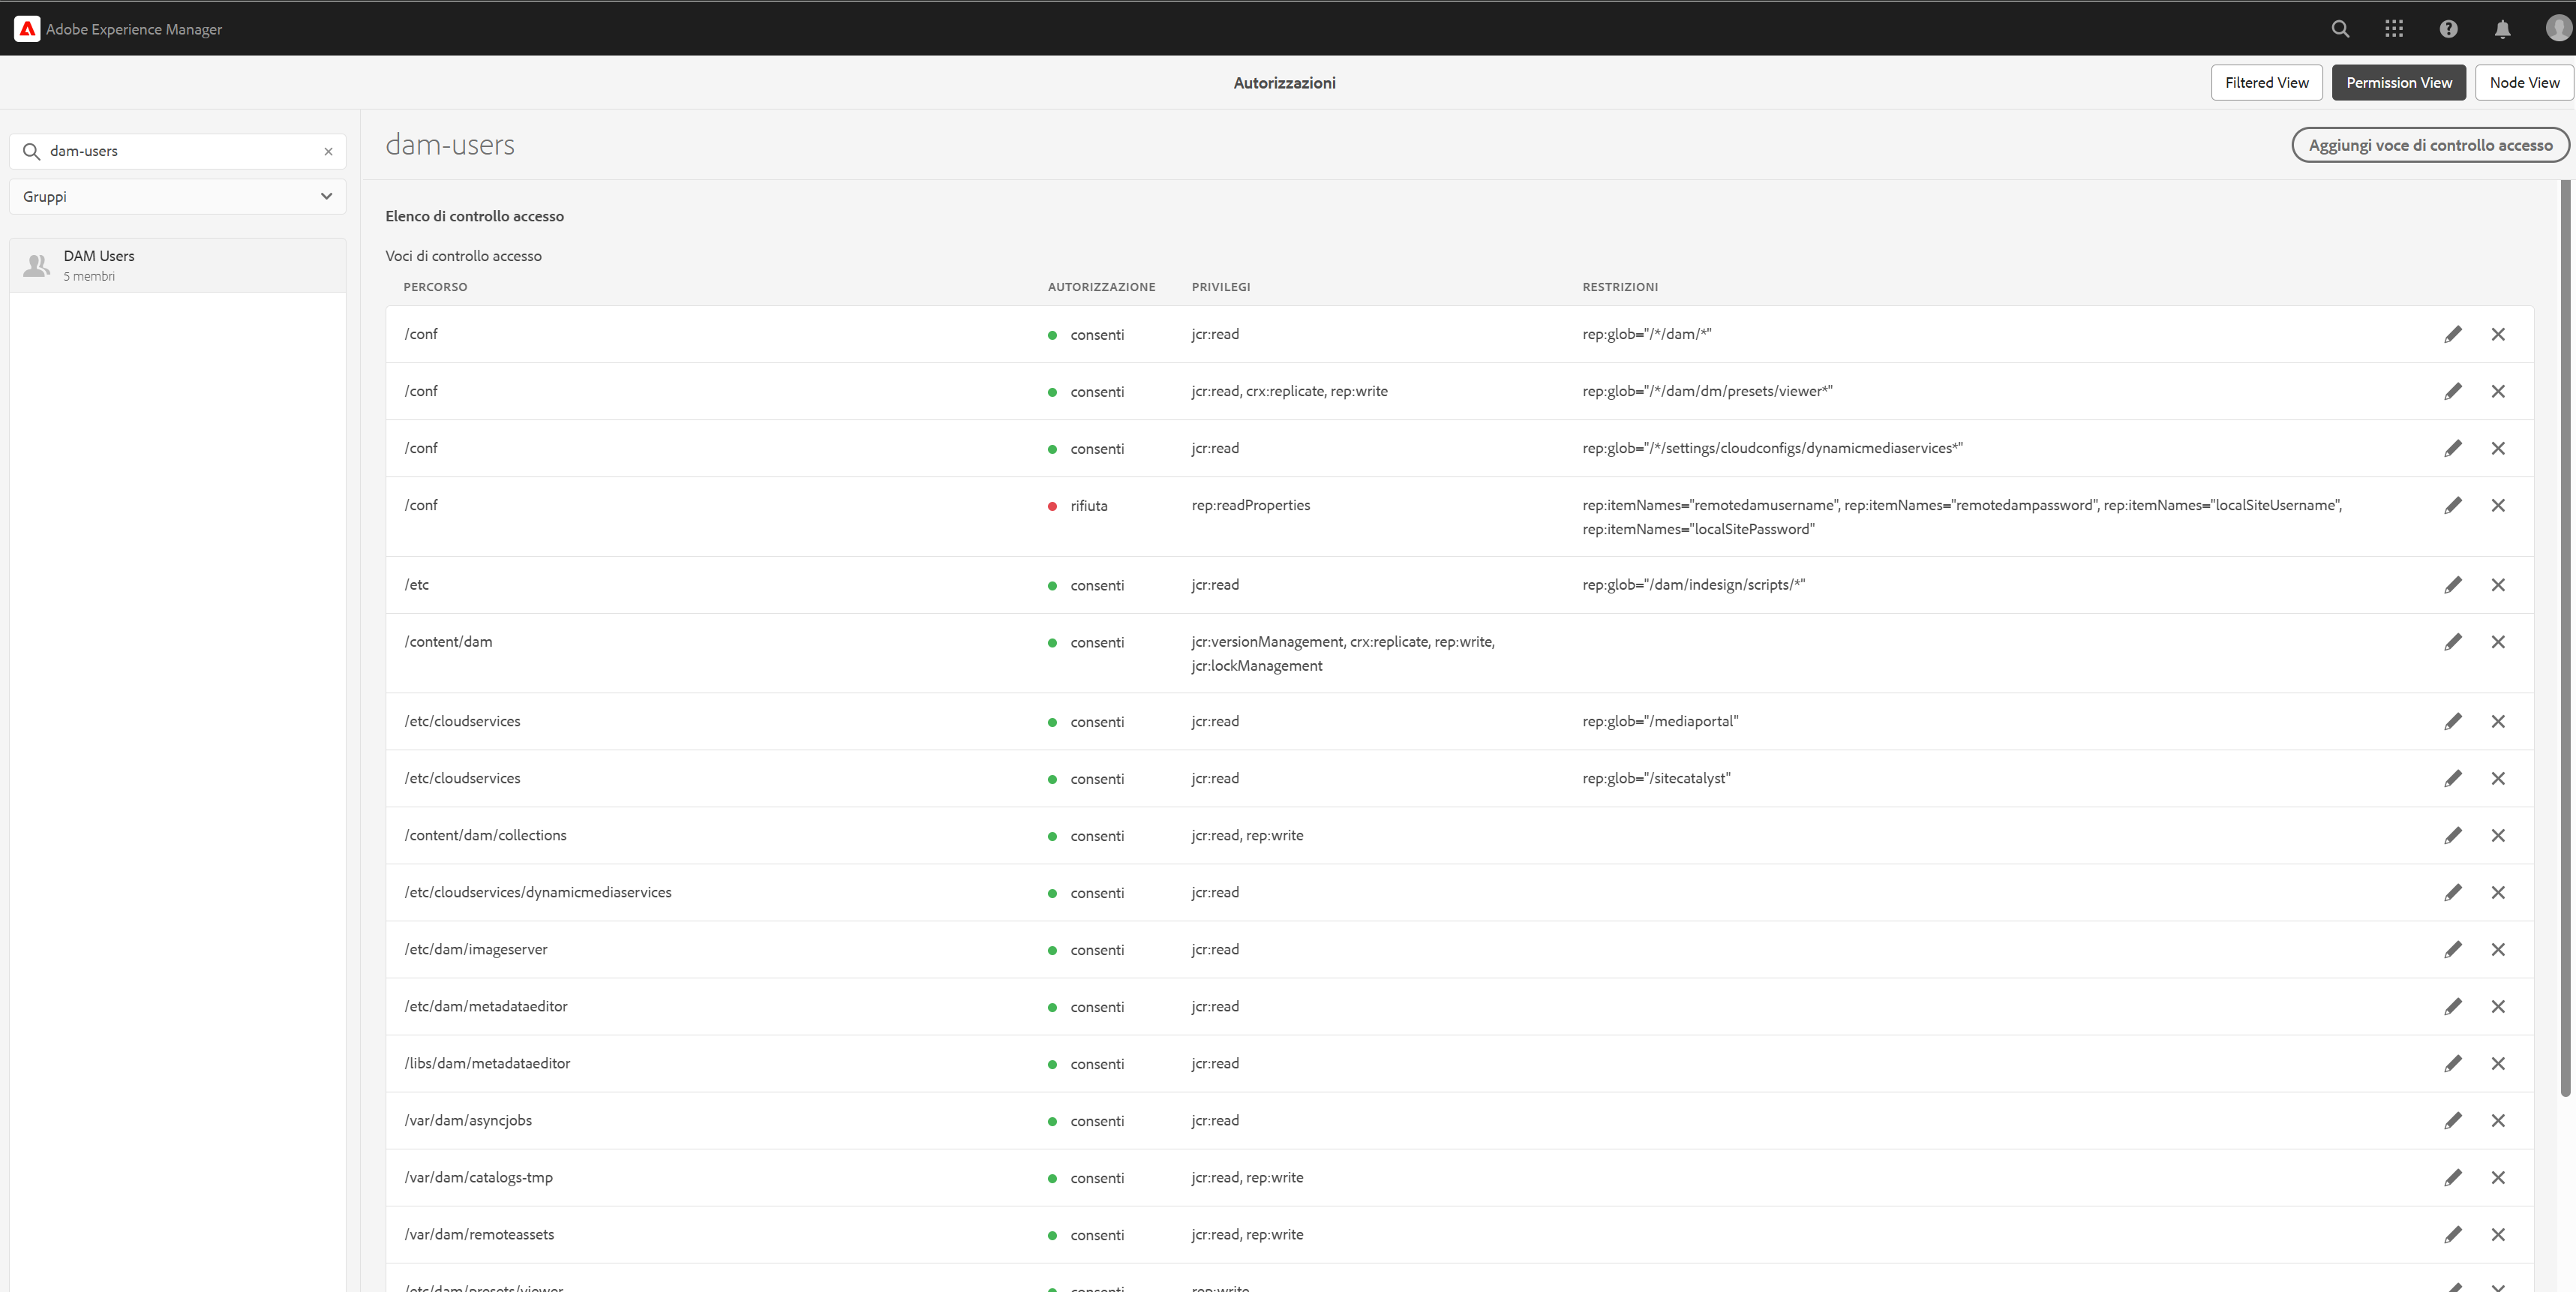 Adobe Experience Manager
Autorizzazioni
Filtered View
Permission View
Node View
dam-users
Gruppi
DAM Users
5 membri
dam-users
Aggiungi voce di controllo accesso
Elenco di controllo accesso
Voci di controllo accesso
PERCORSO AUTORIZZAZIONE PRIVILEGI RESTRIZIONI
/conf consenti jcr:read rep:glob="/*/dam/*"
/conf consenti jcr:read, crx:replicate, rep:write rep:glob="/*/dam/dm/presets/viewer*"
/conf consenti jcr:read rep:glob="/*/settings/cloudconfigs/dynamicmediaservices*"
/conf rifiuta rep:readProperties rep:itemNames="remotedamusername", rep:itemNames="remotedampassword", rep:itemNames="localSiteUsername",
rep:itemNames="localSitePassword"
/etc consenti jcr:read rep:glob="/dam/indesign/scripts/*"
/content/dam consenti jcr:versionManagement, crx:replicate, rep:write,
jcr:lockManagement
/etc/cloudservices consenti jcr:read rep:glob="/mediaportal"
/etc/cloudservices consenti jcr:read rep:glob="/sitecatalyst"
/content/dam/collections consenti jcr:read, rep:write
/etc/cloudservices/dynamicmediaservices consenti jcr:read
/etc/dam/imageserver consenti jcr:read
/etc/dam/metadataeditor consenti jcr:read
/libs/dam/metadataeditor consenti jcr:read
/var/dam/asyncjobs consenti jcr:read
/var/dam/catalogs-tmp consenti jcr:read, rep:write
/var/dam/remoteassets consenti jcr:read, rep:write
/etc/dam/presets/viewer consenti rep:write